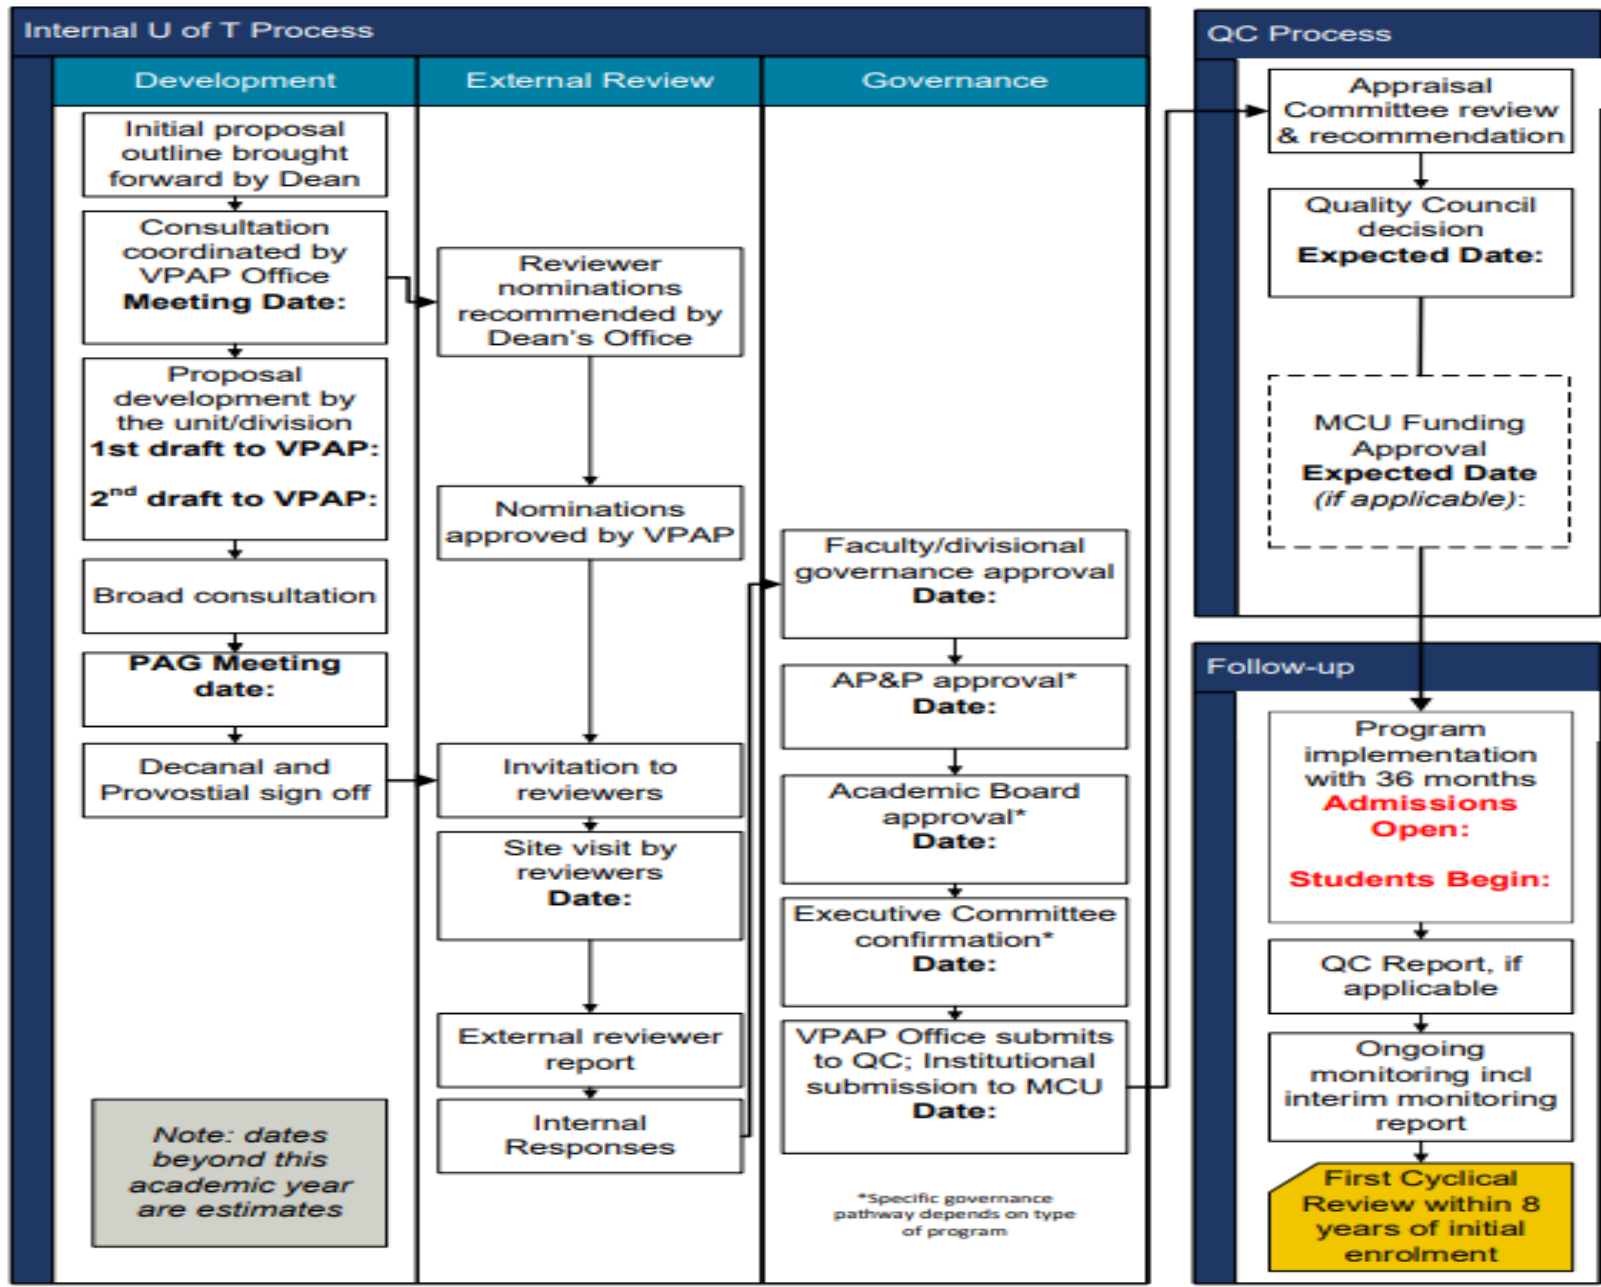 Internal U of T Process
Development
Initial proposal
outline brought
forward by Dean
Consultation
coordinated by
VPAP Office
Meeting Date:
Proposal
development by
the unit/division
1st draft to VPAP:
2nd draft to VPAP:
Broad consultation
PAG Meeting
date:
Decanal and
Provostial sign off
Note: dates
beyond this
academic year
are estimates
External Review
Reviewer
nominations
recommended by
Dean's Office
Nominations
approved by VPAP
Invitation to
reviewers
Site visit by
reviewers
Date:
External reviewer
report
Internal
Responses
Governance
Faculty/divisional
governance approval
Date:
AP&P approval*
Date:
Academic Board
approval*
Date:
Executive Committee
confirmation*
Date:
VPAP Office submits
to QC; Institutional
submission to MCU
Date:
*Specific governance
pathway depends on type
of program
QC Process
Appraisal
Committee review
& recommendation
Quality Council
decision
Expected Date:
MCU Funding
Approval
Expected Date
(if applicable):
Follow-up
Program
implementation
with 36 months
Admissions
Open:
Students Begin:
QC Report, if
applicable
Ongoing
monitoring incl
interim monitoring
report
First Cyclical
Review within 8
years of initial
enrolment